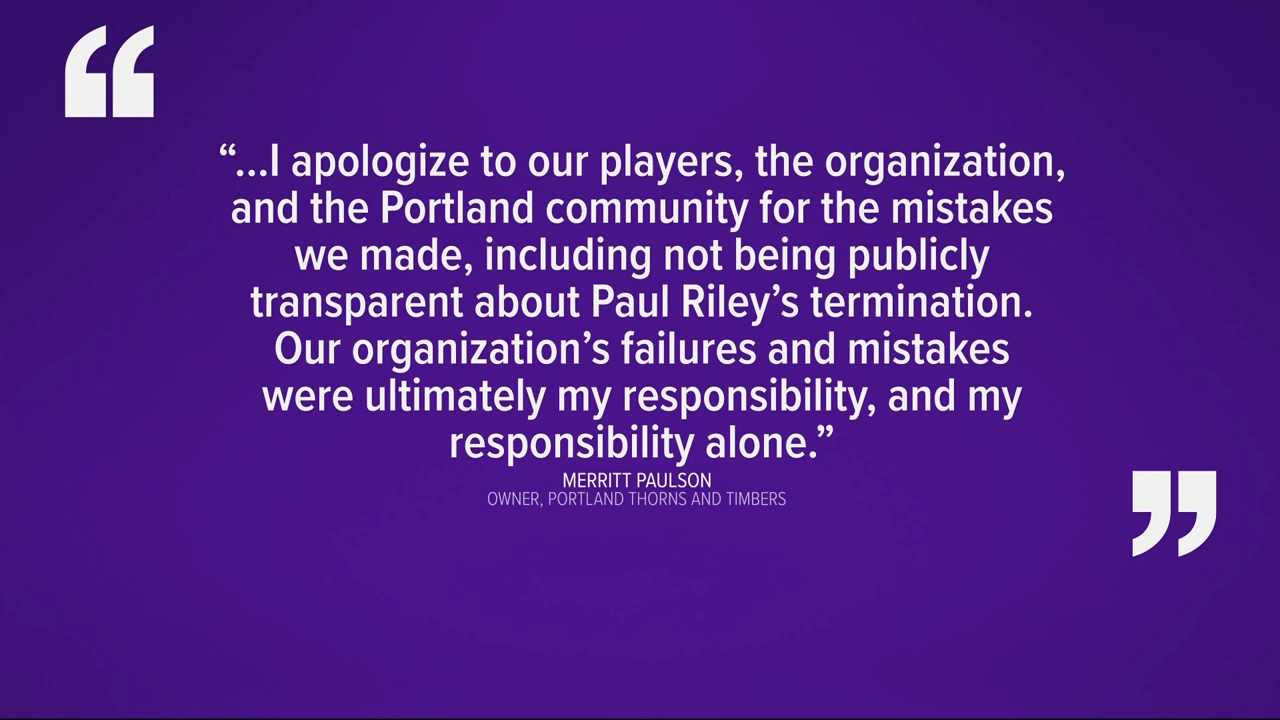 “
“...I apologize to our players, the organization,
and the Portland community for the mistakes
we made, including not being publicly
transparent about Paul Riley’s termination.
Our organization’s failures and mistakes
were ultimately my responsibility, and my
responsibility alone.”
MERRITT PAULSON
OWNER, PORTLAND THORNS AND TIMBERS
”